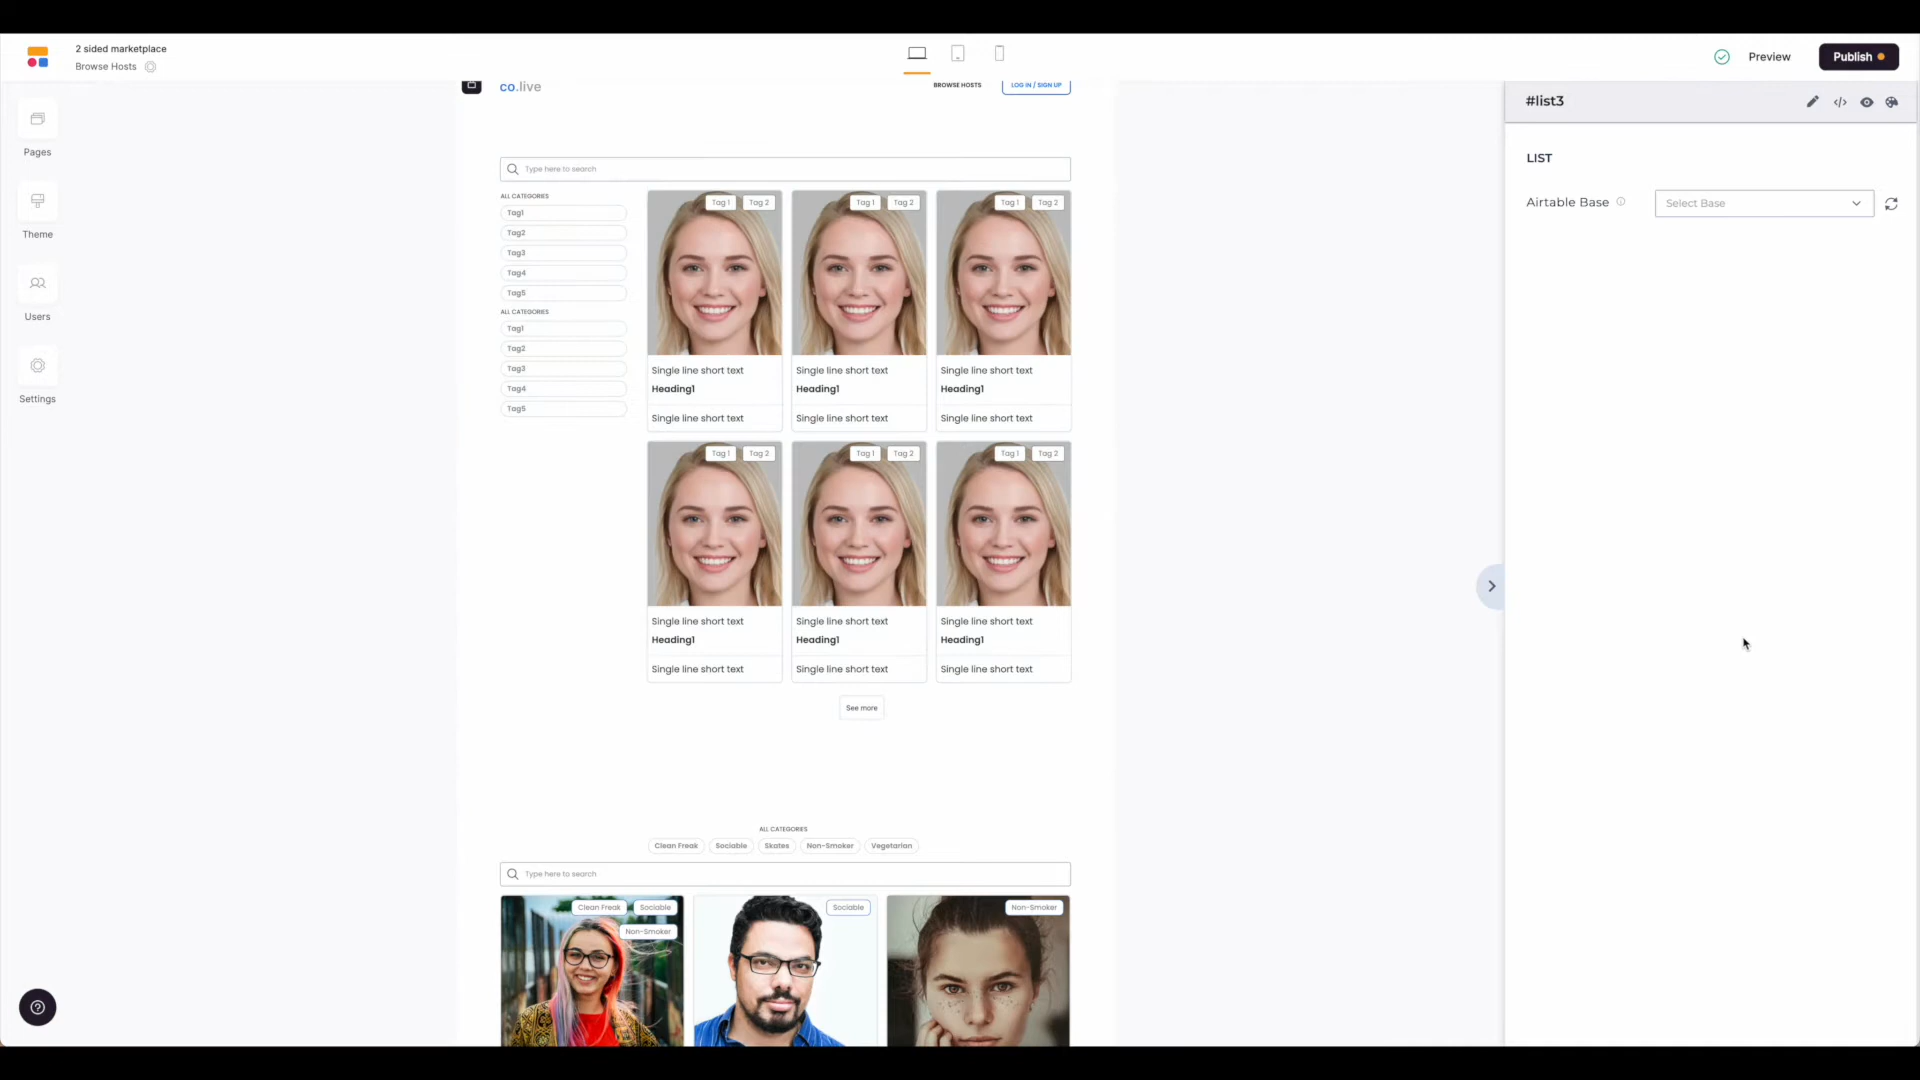 2 sided marketplace
Browse Hosts
Preview
Publish
Pages
Theme
Users
Settings
co.live
BROWSE HOSTS
LOG IN / SIGN UP
Type here to search
ALL CATEGORIES
Tag1
Tag2
Tag3
Tag4
Tag5
ALL CATEGORIES
Tag1
Tag2
Tag3
Tag4
Tag5
Tag 1 Tag 2
Tag 1 Tag 2
Tag 1 Tag 2
Single line short text
Single line short text
Single line short text
Heading1
Heading1
Heading1
Single line short text
Single line short text
Single line short text
Tag 1 Tag 2
Tag 1 Tag 2
Tag 1 Tag 2
Single line short text
Single line short text
Single line short text
Heading1
Heading1
Heading1
Single line short text
Single line short text
Single line short text
See more
ALL CATEGORIES
Clean Freak Sociable Skates Non-Smoker Vegetarian
Type here to search
Clean Freak Sociable
Non-Smoker
Sociable
Non-Smoker
#list3
LIST
Airtable Base
Select Base